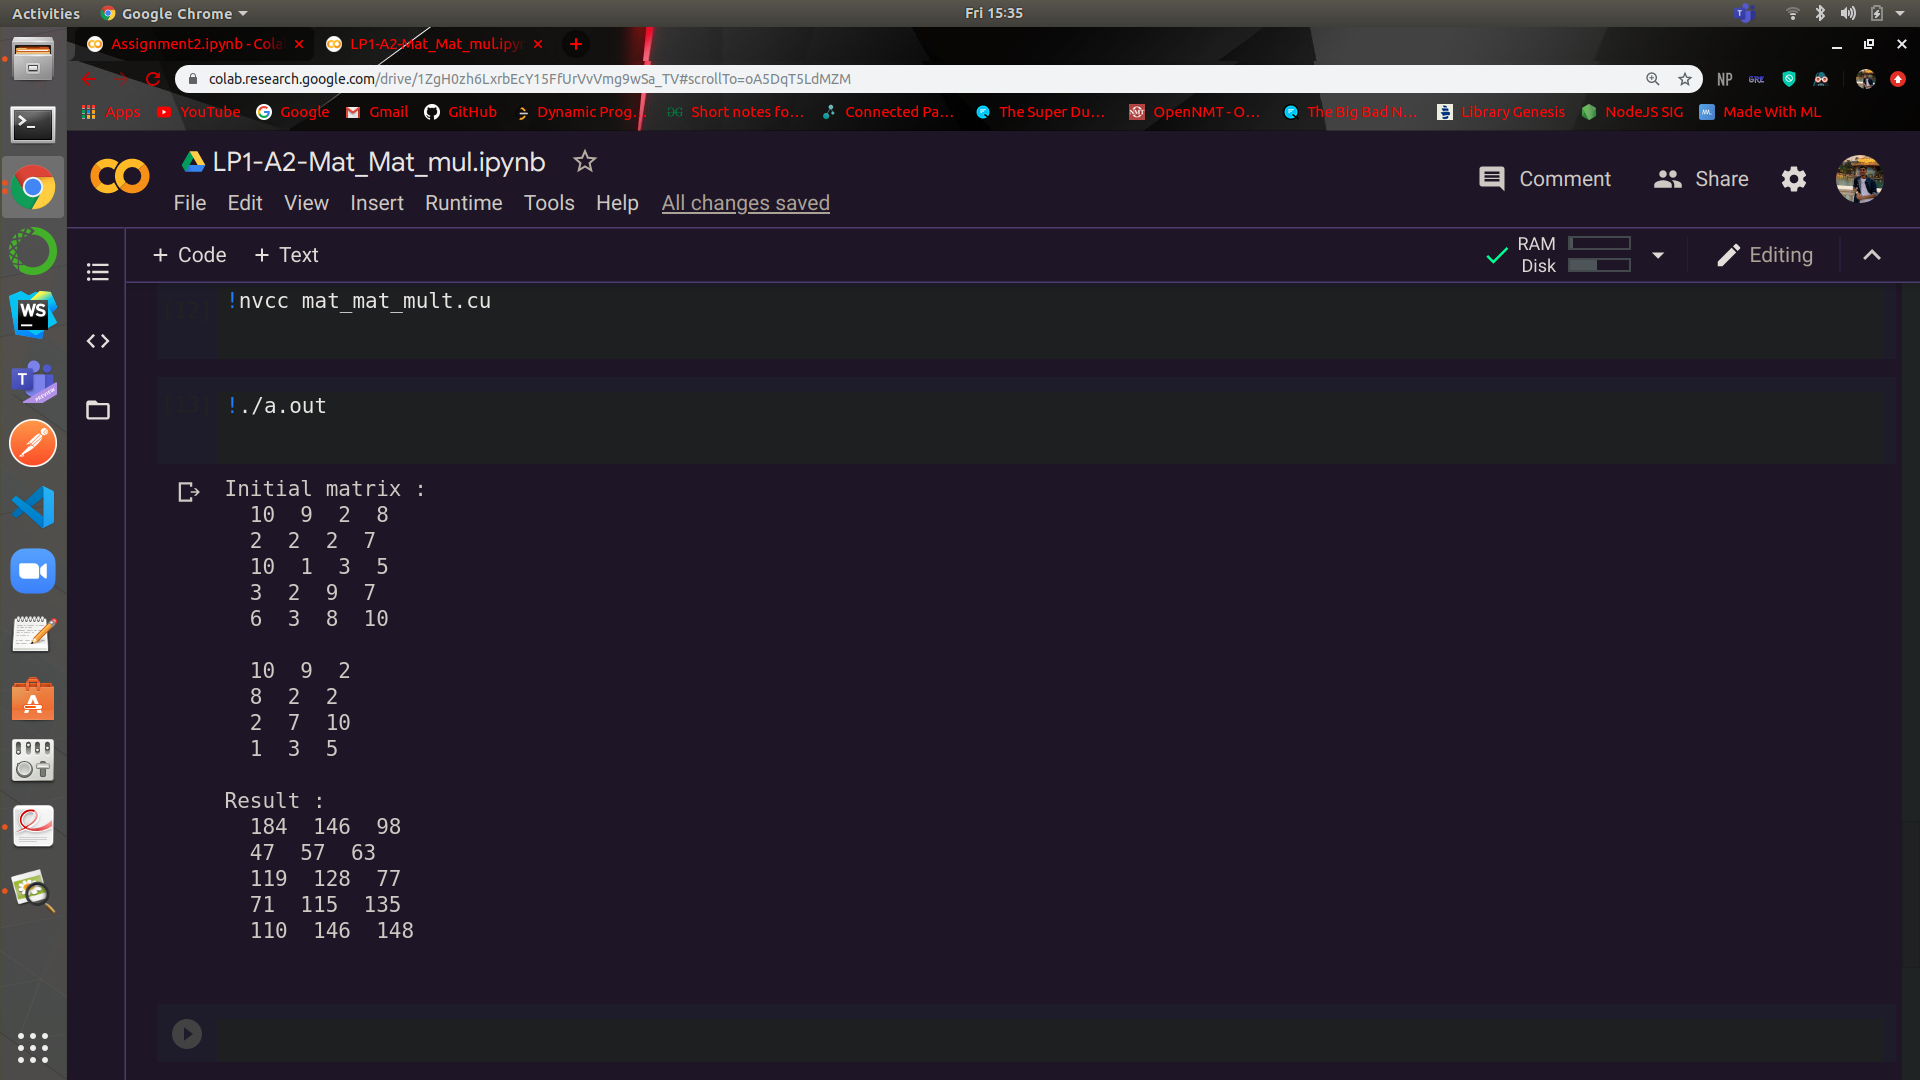 Activities Google Chrome Fri 15:35
Assignment2.ipynb - Cola LP1-A2-Mat_Mat_mul.ipy
colab.research.google.com/drive/1ZgH0zh6LxrbEcY15FfUrVvVmg9wSa_TV#scrollTo=oA5DqT5LdMZM NP GRE
Apps YouTube Google Gmail GitHub Dynamic Prog... Short notes fo... Connected Pa... The Super Du... OpenNMT - O... The Big Bad N... Library Genesis NodeJS SIG Made With ML
LP1-A2-Mat_Mat_mul.ipynb
Comment Share
File Edit View Insert Runtime Tools Help All changes saved
+ Code + Text RAM Disk Editing
[12] !nvcc mat_mat_mult.cu
[13] !./a.out
Initial matrix :
10 9 2 8
2 2 2 7
10 1 3 5
3 2 9 7
6 3 8 10
10 9 2
8 2 2
2 7 10
1 3 5
Result :
184 146 98
47 57 63
119 128 77
71 115 135
110 146 148
WS
T
PREVIEW